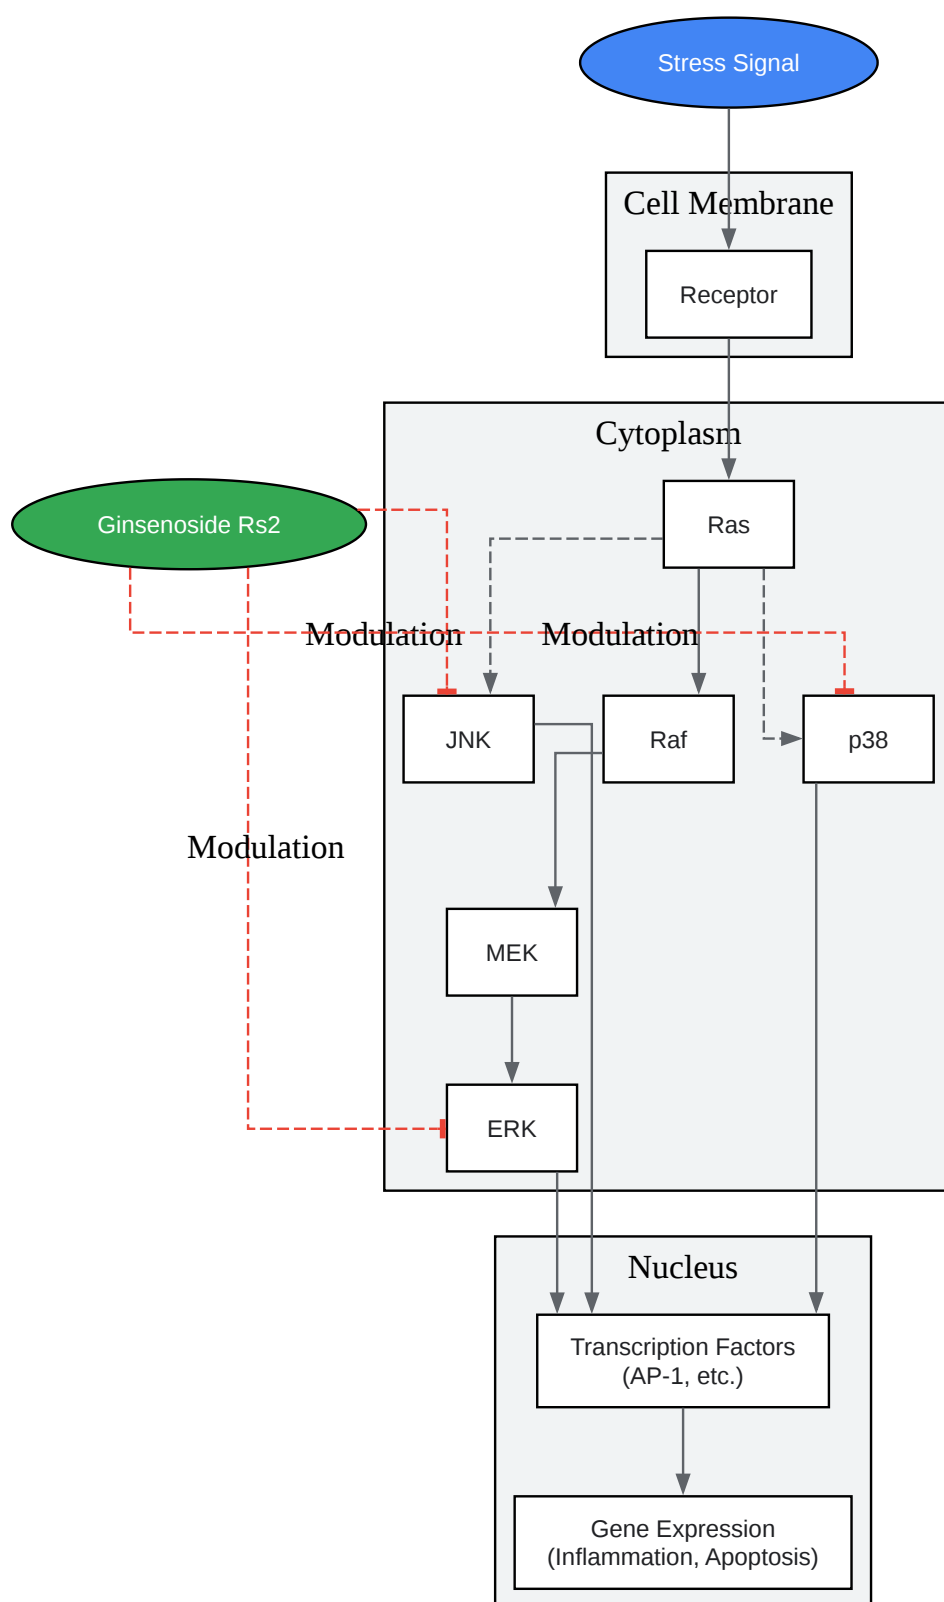 Stress Signal
Cell Membrane
Receptor
Cytoplasm
Ginsenoside Rs2
Ras
Modulation
Modulation
JNK
Raf
p38
Modulation
MEK
ERK
Nucleus
Transcription Factors
(AP-1, etc.)
Gene Expression
(Inflammation, Apoptosis)